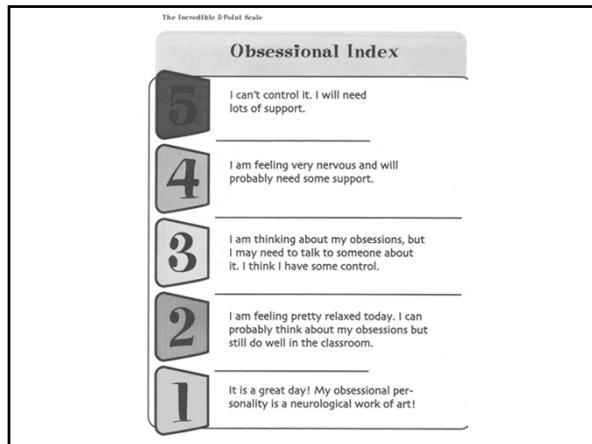 The Incredible 5-Point Scale
Obsessional Index
5
I can't control it. I will need
lots of support.
4
I am feeling very nervous and will
probably need some support.
3
I am thinking about my obsessions, but
I may need to talk to someone about
it. I think I have some control.
2
I am feeling pretty relaxed today. I can
probably think about my obsessions but
still do well in the classroom.
1
It is a great day! My obsessional per-
sonality is a neurological work of art!